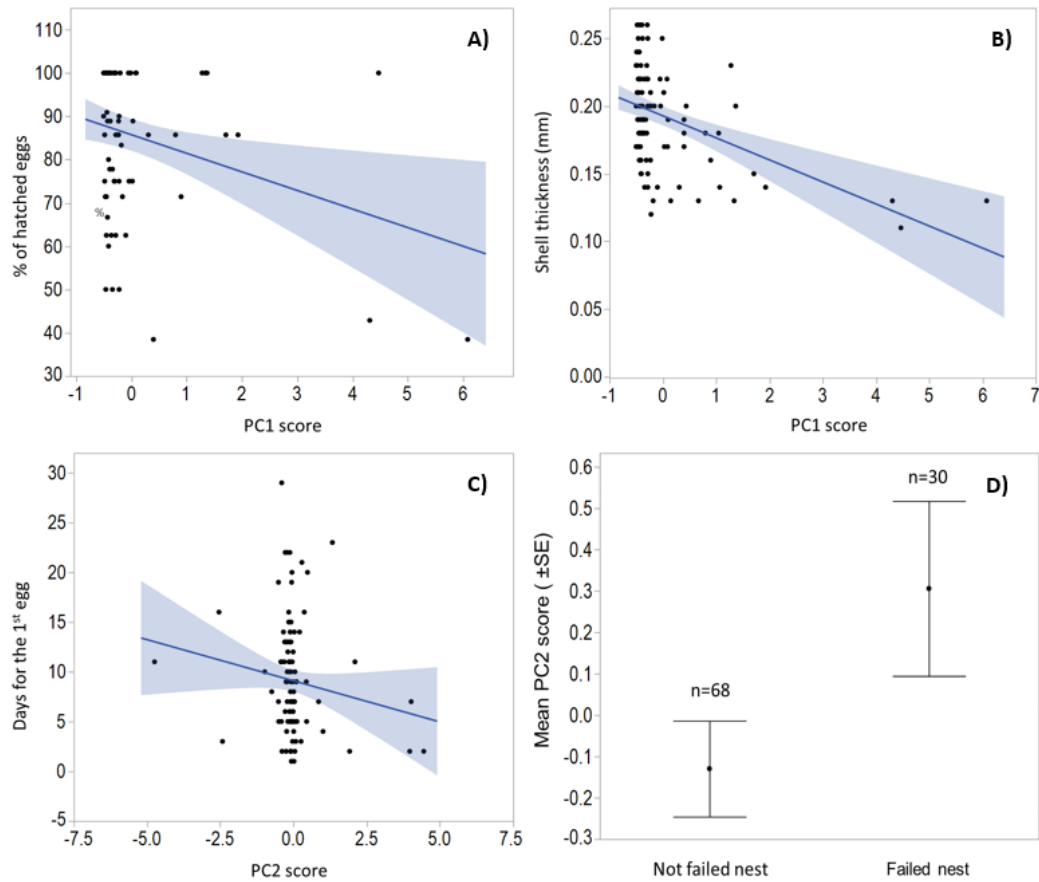 A)
% of hatched eggs
110
100
90
80
70
60
50
40
30
%
-1 0 1 2 3 4 5 6
PC1 score
B)
Shell thickness (mm)
0.25
0.20
0.15
0.10
0.05
0.00
-1 0 1 2 3 4 5 6 7
PC1 score
C)
Days for the 1st egg
30
25
20
15
10
5
0
-5
-7.5 -5.0 -2.5 0.0 2.5 5.0 7.5
PC2 score
D)
Mean PC2 score ( ±SE)
0.6
0.5
0.4
0.3
0.2
0.1
0.0
-0.1
-0.2
-0.3
n=68
n=30
Not failed nest Failed nest